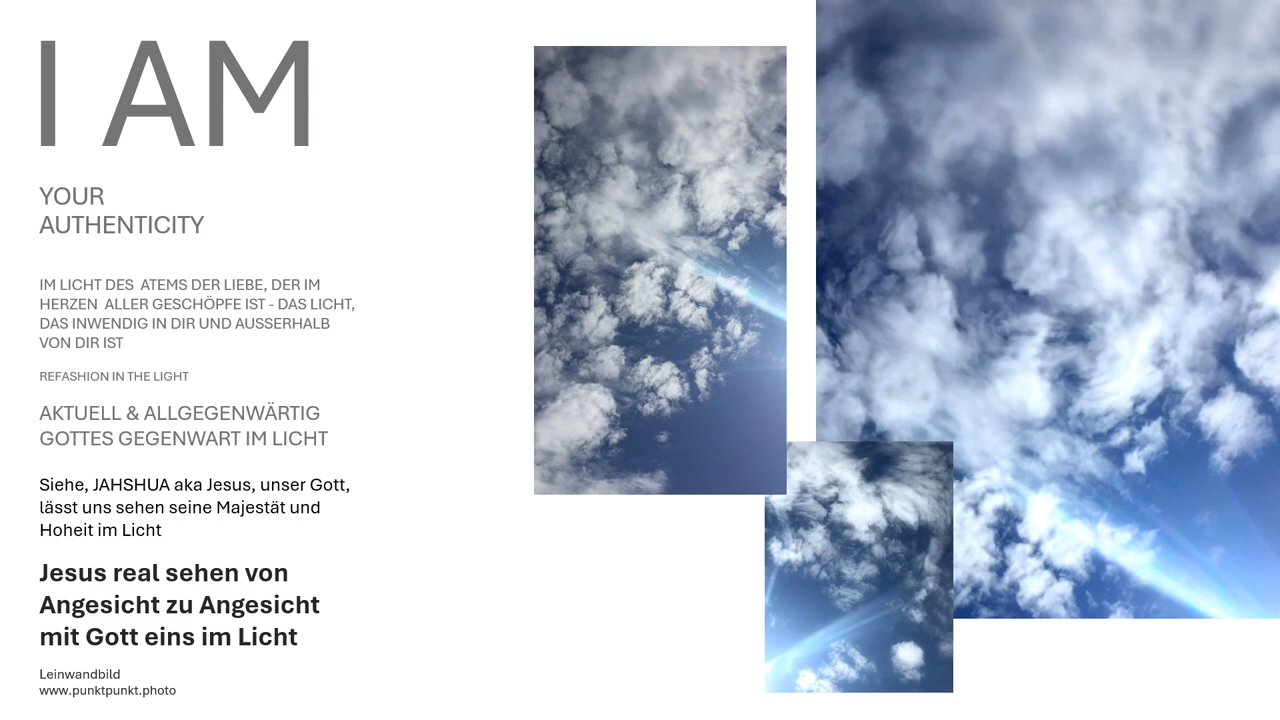 I AM
YOUR
AUTHENTICITY
IM LICHT DES  ATEMS DER LIEBE, DER IM
HERZEN  ALLER GESCHÖPFE IST - DAS LICHT,
DAS INWENDIG IN DIR UND AUSSERHALB
VON DIR IST
REFASHION IN THE LIGHT
AKTUELL & ALLGEGENWÄRTIG
GOTTES GEGENWART IM LICHT
Siehe, JAHSHUA aka Jesus, unser Gott,
lässt uns sehen seine Majestät und
Hoheit im Licht
Jesus real sehen von
Angesicht zu Angesicht
mit Gott eins im Licht
Leinwandbild
www.punktpunkt.photo